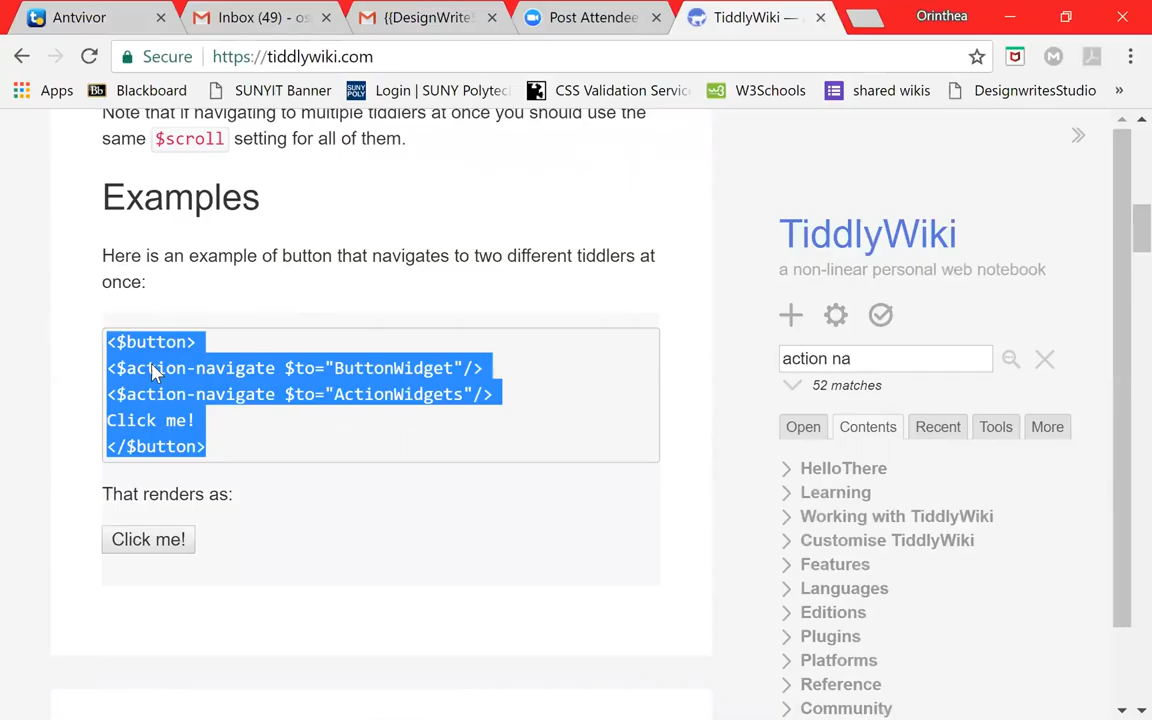 Antvivor
Inbox (49) - os
{{DesignWrite
Post Attendee
TiddlyWiki —
Orinthea
Secure
https://tiddlywiki.com
Apps
Blackboard
SUNYIT Banner
Login | SUNY Polytec
CSS Validation Servic
W3Schools
shared wikis
DesignwritesStudio
»
Note that if navigating to multiple tiddlers at once you should use the
same $scroll setting for all of them.
Examples
Here is an example of button that navigates to two different tiddlers at
once:
<$button>
<$action-navigate $to="ButtonWidget"/>
<$action-navigate $to="ActionWidgets"/>
Click me!
</$button>
That renders as:
Click me!
TiddlyWiki
a non-linear personal web notebook
action na
52 matches
Open
Contents
Recent
Tools
More
HelloThere
Learning
Working with TiddlyWiki
Customise TiddlyWiki
Features
Languages
Editions
Plugins
Platforms
Reference
Community